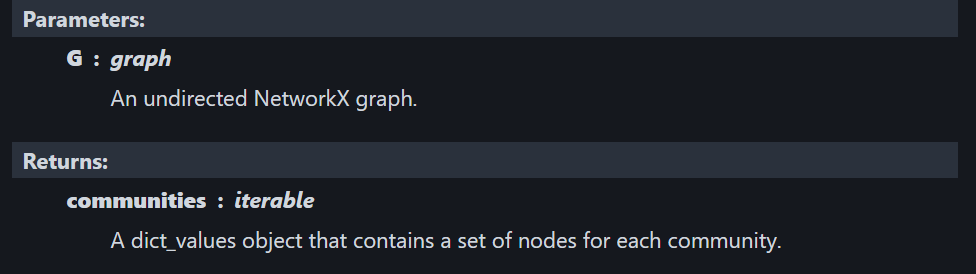 Parameters:
G : graph
An undirected NetworkX graph.
Returns:
communities : iterable
A dict_values object that contains a set of nodes for each community.